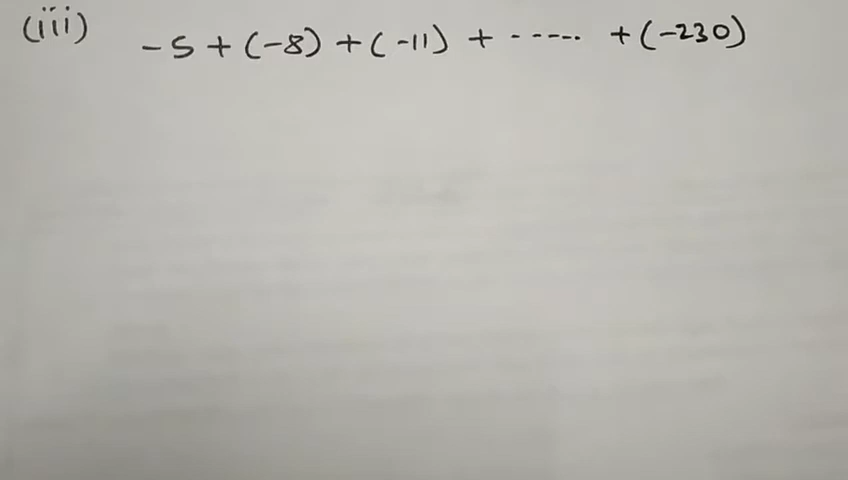 (iii) -5 + (-8) + (-11) + ------ + (-230)